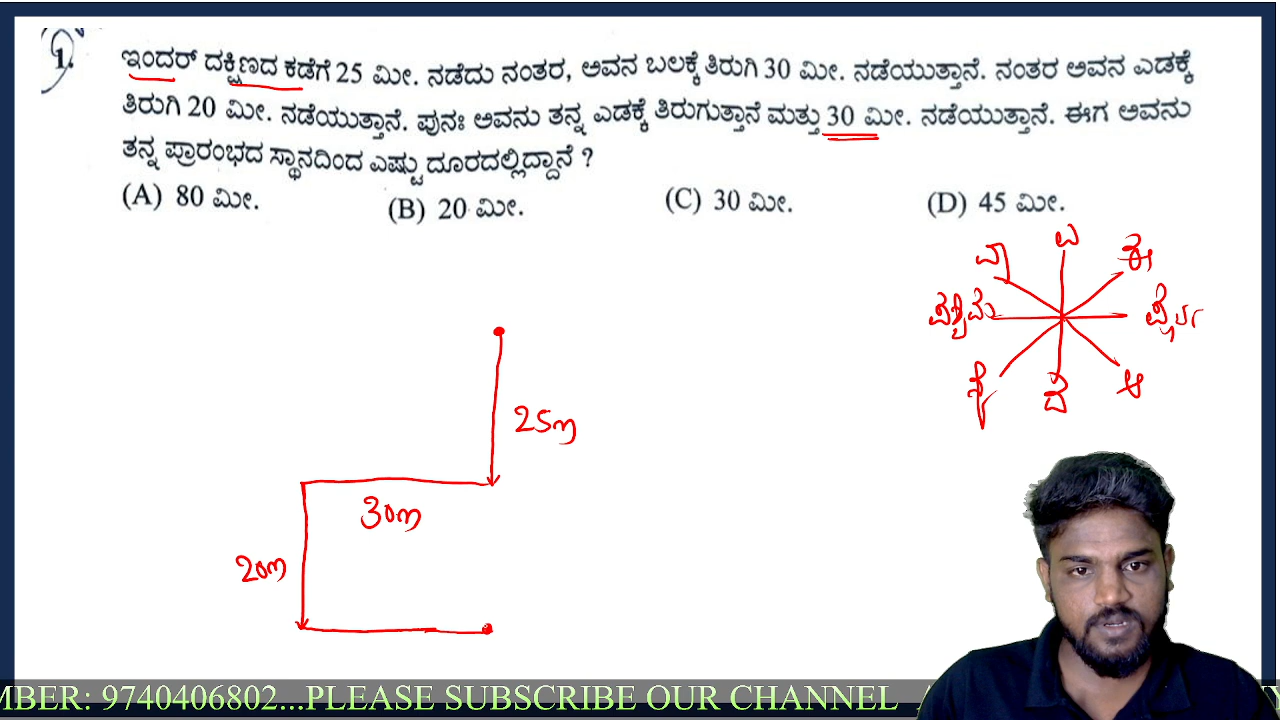 1. ಇಂದರ್ ದಕ್ಷಿಣದ ಕಡೆಗೆ 25 ಮೀ. ನಡೆದು ನಂತರ, ಅವನ ಬಲಕ್ಕೆ ತಿರುಗಿ 30 ಮೀ. ನಡೆಯುತ್ತಾನೆ. ನಂತರ ಅವನ ಎಡಕ್ಕೆ
ತಿರುಗಿ 20 ಮೀ. ನಡೆಯುತ್ತಾನೆ. ಪುನಃ ಅವನು ತನ್ನ ಎಡಕ್ಕೆ ತಿರುಗುತ್ತಾನೆ ಮತ್ತು 30 ಮೀ. ನಡೆಯುತ್ತಾನೆ. ಈಗ ಅವನು
ತನ್ನ ಪ್ರಾರಂಭದ ಸ್ಥಾನದಿಂದ ಎಷ್ಟು ದೂರದಲ್ಲಿದ್ದಾನೆ ?
(A) 80 ಮೀ. (B) 20 ಮೀ. (C) 30 ಮೀ. (D) 45 ಮೀ.
ವಾ ಉ ಈ
ಪಶ್ಚಿಮ ಪೂರ್ವ
ನೈ ದ ಆ
25m
30m
20m
MBER: 9740406802...PLEASE SUBSCRIBE OUR CHANNEL